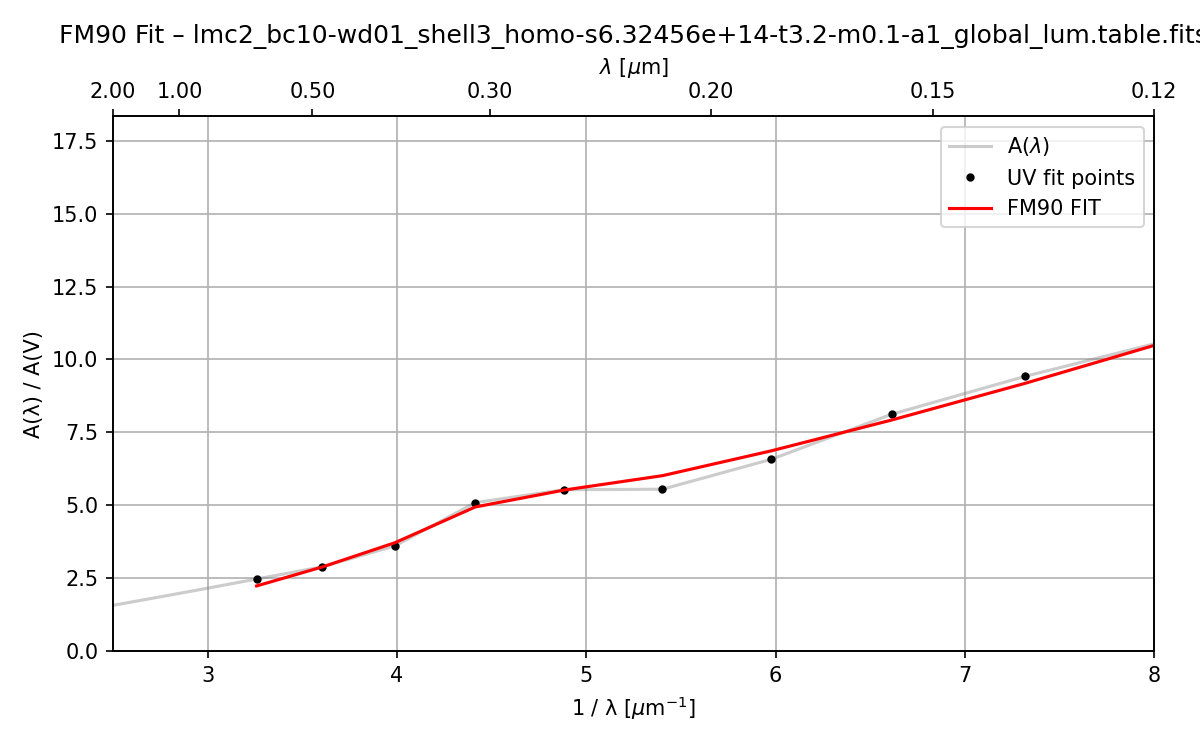 FM90 Fit – lmc2_bc10-wd01_shell3_homo-s6.32456e+14-t3.2-m0.1-a1_global_lum.table.fits
λ [μm]
2.00 1.00 0.50 0.30 0.20 0.15 0.12
A(λ)
UV fit points
FM90 FIT
A(λ) / A(V)
17.5
15.0
12.5
10.0
7.5
5.0
2.5
0.0
3 4 5 6 7 8
1 / λ [μm⁻¹]